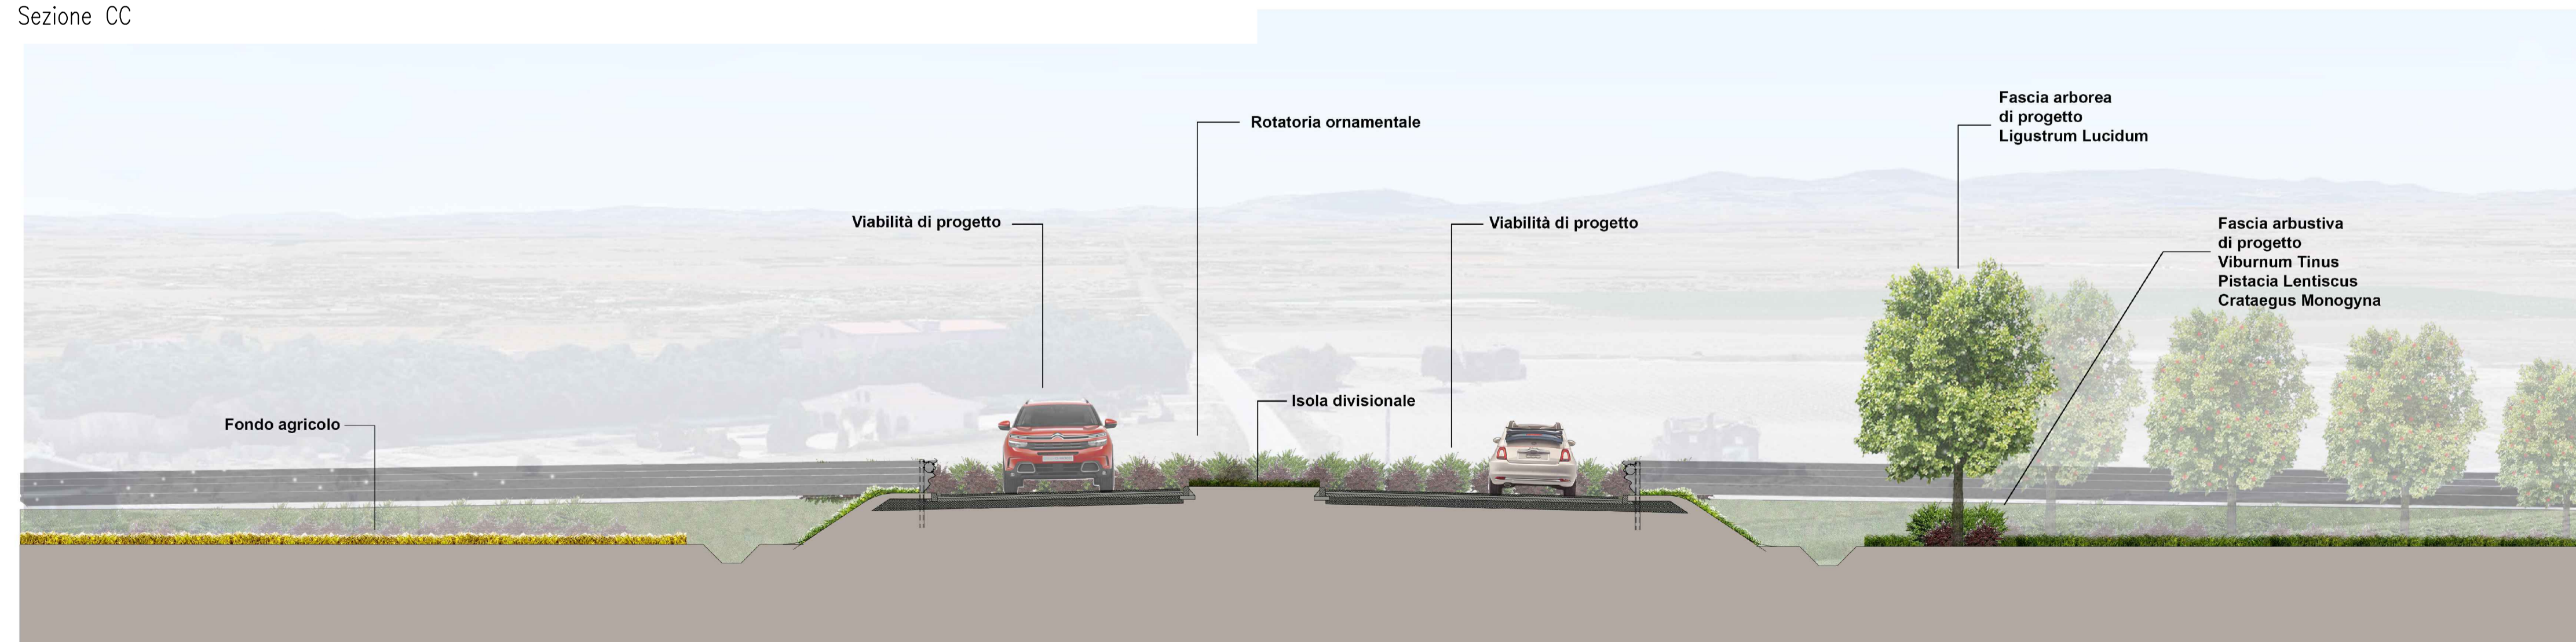 Sezione CC
Fascia arborea
di progetto
Ligustrum Lucidum
Rotatoria ornamentale
Viabilità di progetto
Viabilità di progetto
Fascia arbustiva
di progetto
Viburnum Tinus
Pistacia Lentiscus
Crataegus Monogyna
Isola divisionale
Fondo agricolo